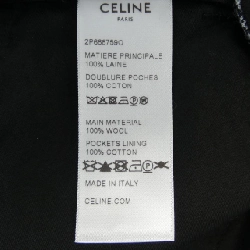 CELINE
PARIS
MATIERE PRINCIPALE
100% LAINE
DOUBLURE POCHES
100% COTON
MAIN MATERIAL
100% WOOL
POCKETS LINING
100% COTTON
MADE IN ITALY
CELINE.COM